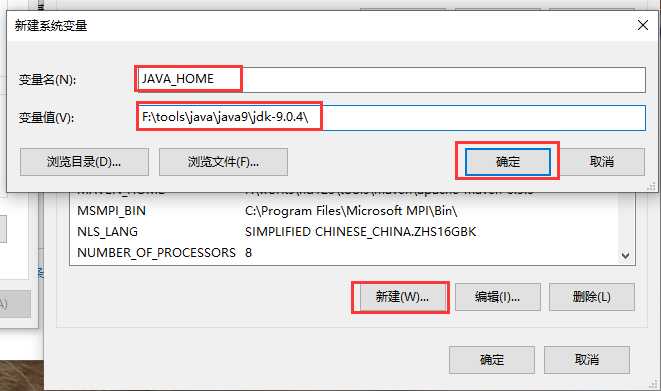 新建系统变量
变量名(N):
JAVA_HOME
变量值(V):
F:\tools\java\java9\jdk-9.0.4\
浏览目录(D)...
浏览文件(F)...
确定
取消
MSMPI_BIN
C:\Program Files\Microsoft MPI\Bin\
NLS_LANG
SIMPLIFIED CHINESE_CHINA.ZHS16GBK
NUMBER_OF_PROCESSORS
8
新建(W)...
编辑(I)...
删除(L)
确定
取消